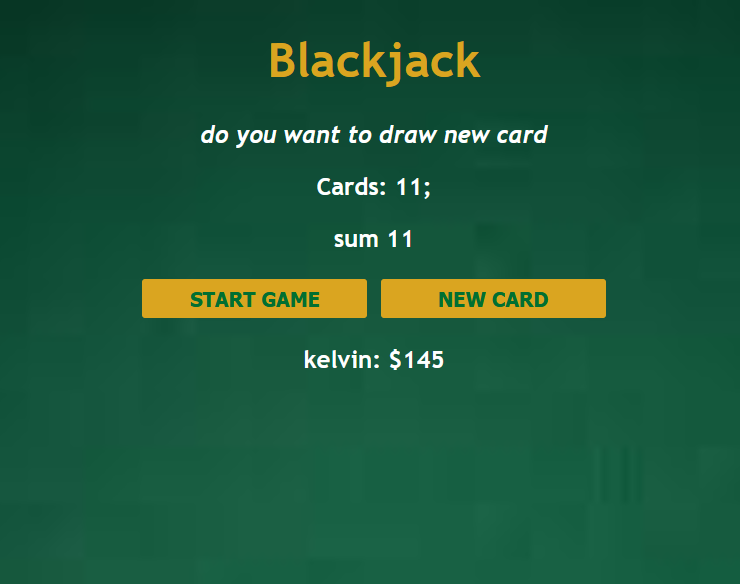 Blackjack
do you want to draw new card
Cards: 11;
sum 11
START GAME
NEW CARD
kelvin: $145